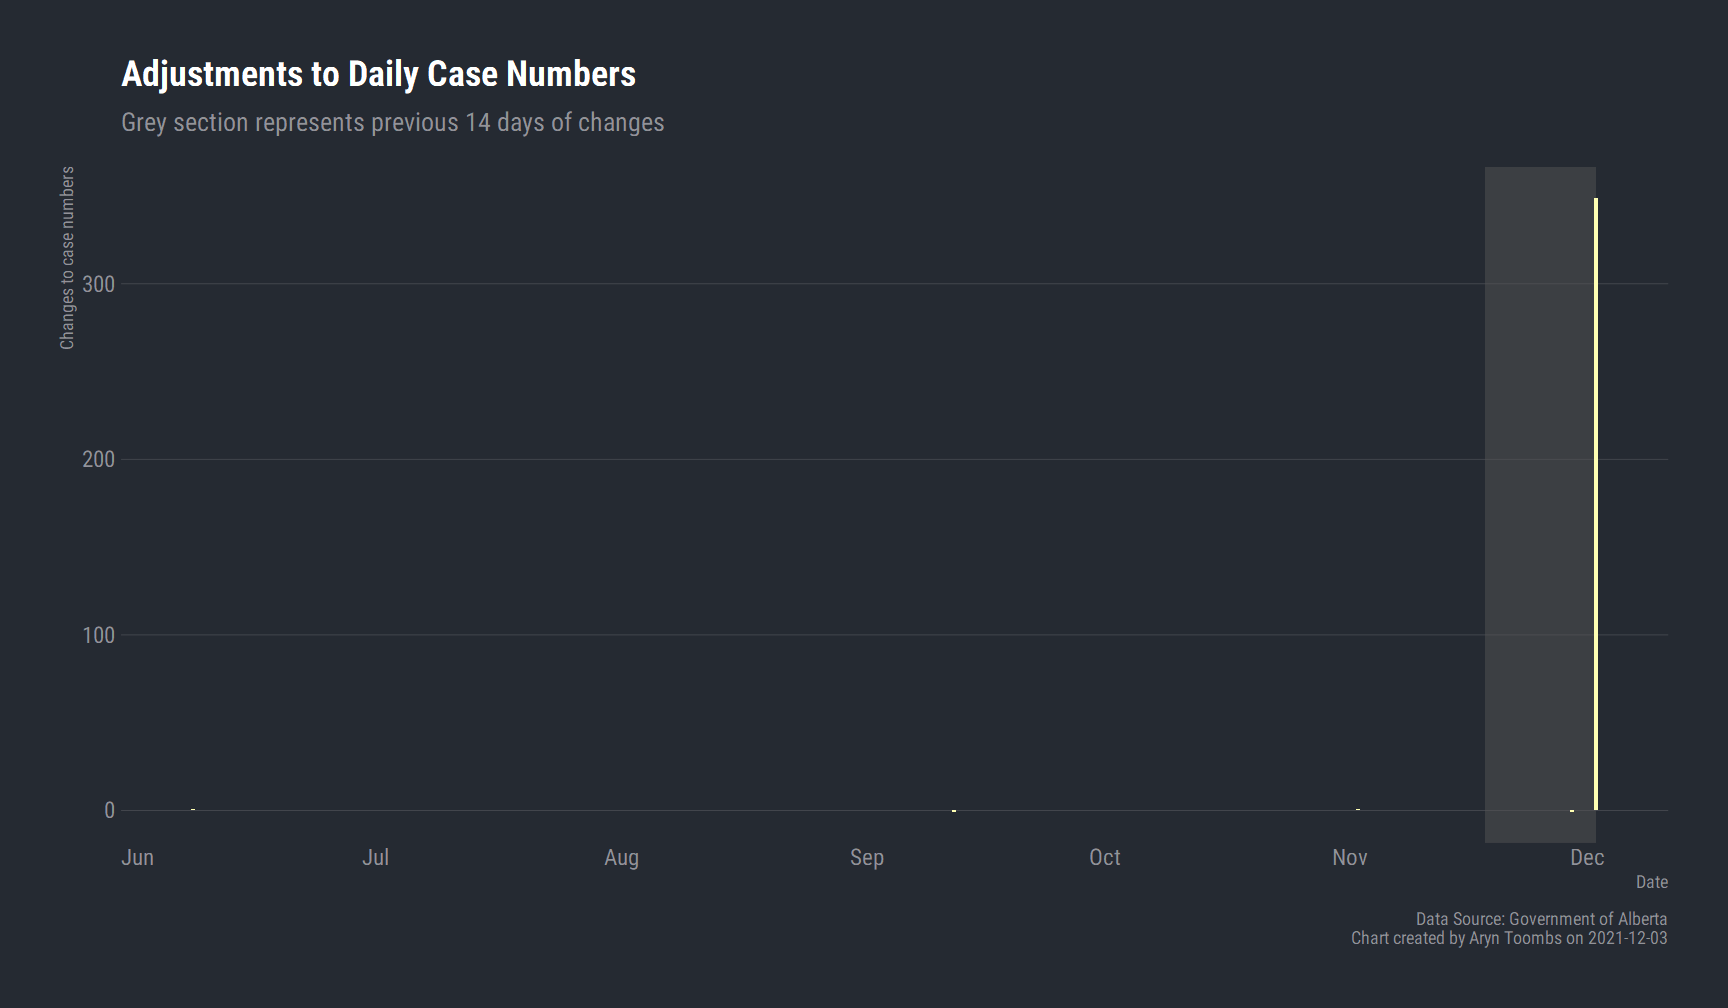 Adjustments to Daily Case Numbers
Grey section represents previous 14 days of changes
Changes to case numbers
300
200
100
0
Jun Jul Aug Sep Oct Nov Dec
Date
Data Source: Government of Alberta
Chart created by Aryn Toombs on 2021-12-03